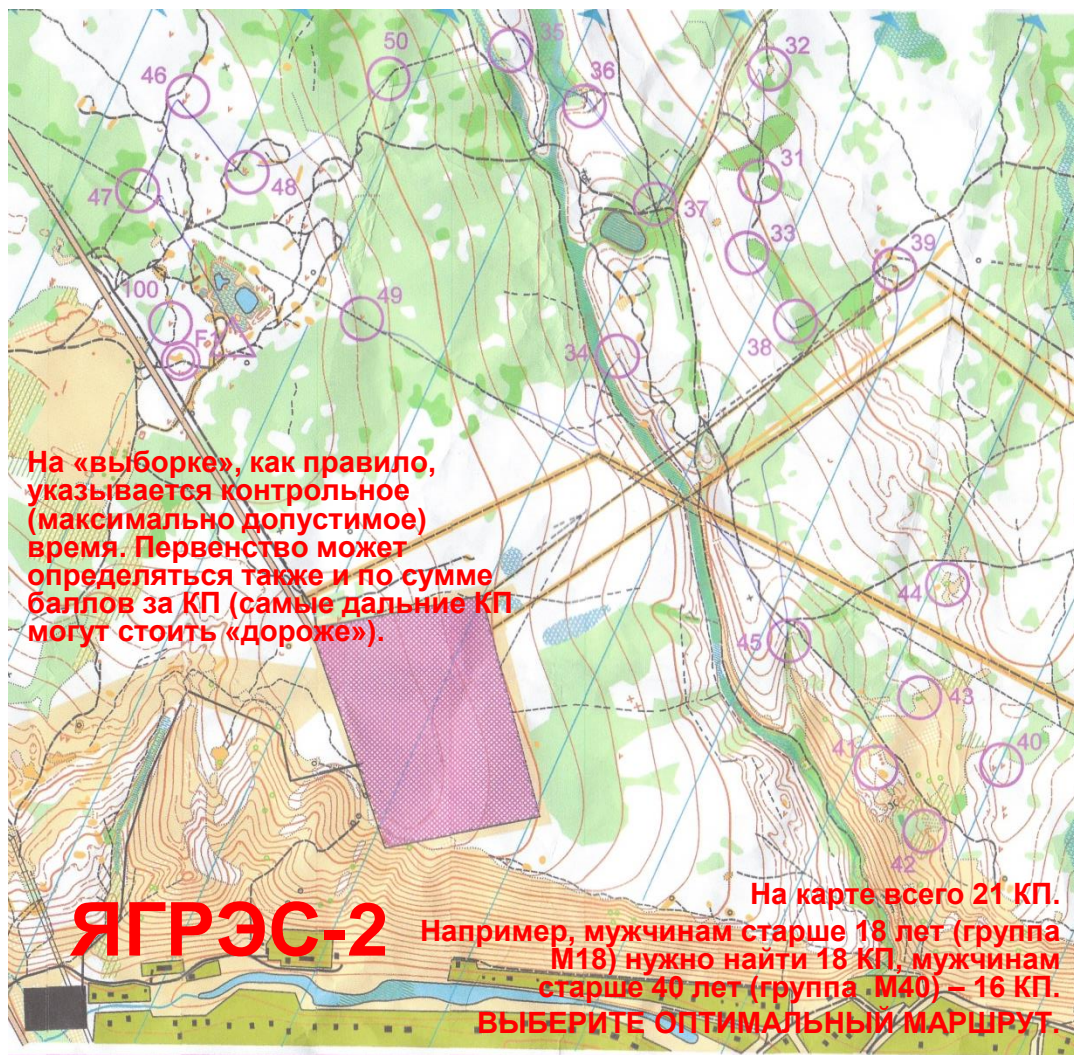 50
35
46
36
32
48
31
47
37
33
39
100
49
38
34
На «выборке», как правило,
указывается контрольное
(максимально допустимое)
время. Первенство может
определяться также и по сумме
баллов за КП (самые дальние КП
могут стоить «дороже»).
44
45
43
41
40
42
На карте всего 21 КП.
ЯГРЭС-2
Например, мужчинам старше 18 лет (группа
М18) нужно найти 18 КП, мужчинам
старше 40 лет (группа М40) – 16 КП.
ВЫБЕРИТЕ ОПТИМАЛЬНЫЙ МАРШРУТ.